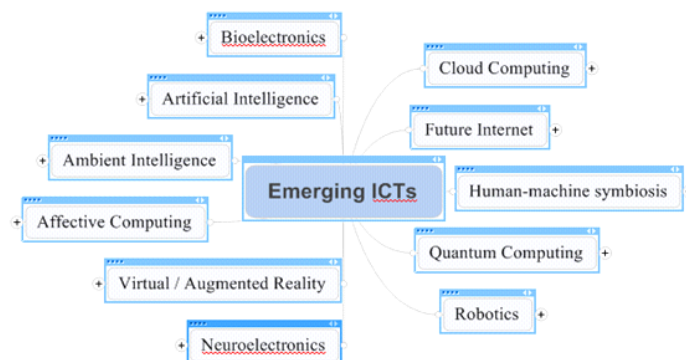 Bioelectronics
Cloud Computing
Artificial Intelligence
Future Internet
Ambient Intelligence
Emerging ICTs
Human-machine symbiosis
Affective Computing
Quantum Computing
Virtual / Augmented Reality
Robotics
Neuroelectronics